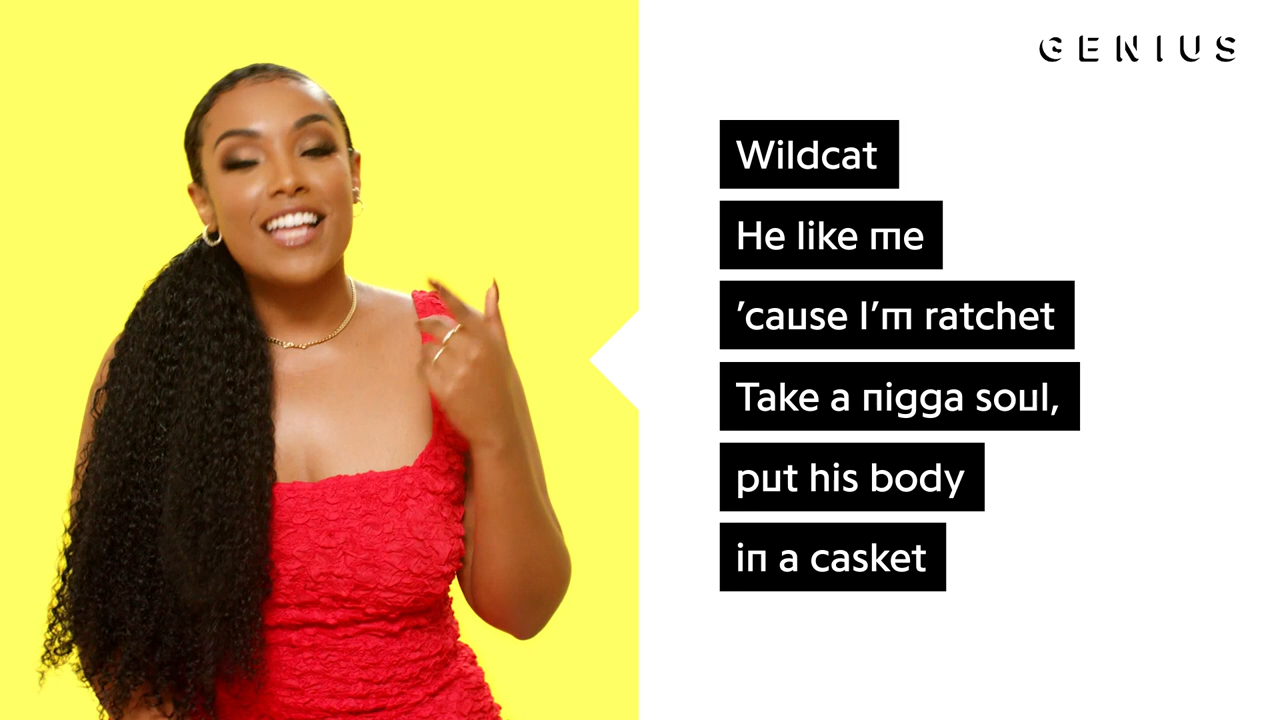 GENIUS
Wildcat
He like me
’cause I’m ratchet
Take a nigga soul,
put his body
in a casket